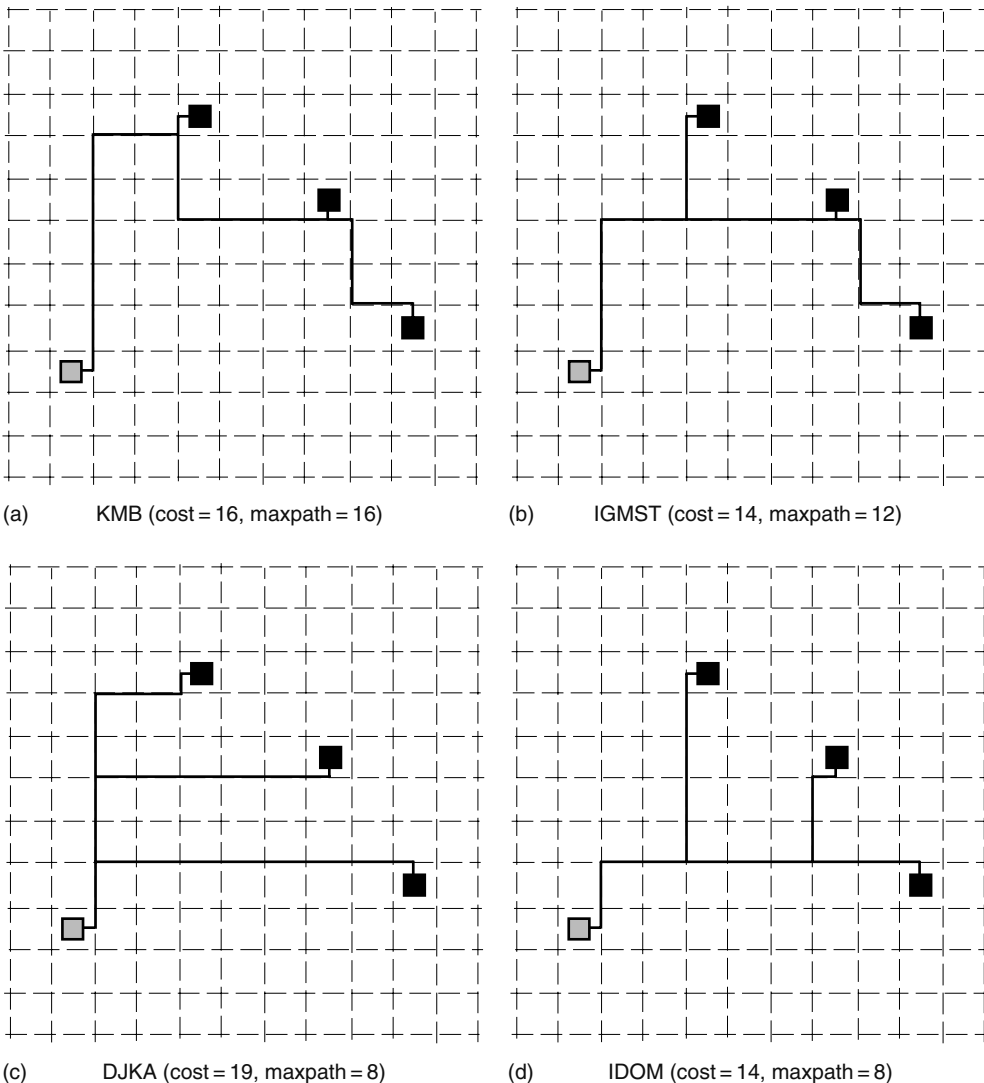 (a) KMB (cost = 16, maxpath = 16)
(b) IGMST (cost = 14, maxpath = 12)
(c) DJKA (cost = 19, maxpath = 8)
(d) IDOM (cost = 14, maxpath = 8)